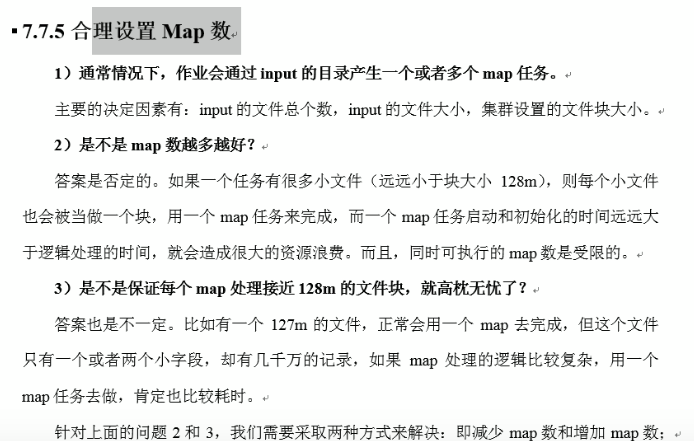 7.7.5 合理设置 Map 数
1）通常情况下，作业会通过 input 的目录产生一个或者多个 map 任务。
主要的决定因素有：input 的文件总个数，input 的文件大小，集群设置的文件块大小。
2）是不是 map 数越多越好？
答案是否定的。如果一个任务有很多小文件（远远小于块大小 128m），则每个小文件
也会被当做一个块，用一个 map 任务来完成，而一个 map 任务启动和初始化的时间远远大
于逻辑处理的时间，就会造成很大的资源浪费。而且，同时可执行的 map 数是受限的。
3）是不是保证每个 map 处理接近 128m 的文件块，就高枕无忧了？
答案也是不一定。比如有一个 127m 的文件，正常会用一个 map 去完成，但这个文件
只有一个或者两个小字段，却有几千万的记录，如果 map 处理的逻辑比较复杂，用一个
map 任务去做，肯定也比较耗时。
针对上面的问题 2 和 3，我们需要采取两种方式来解决：即减少 map 数和增加 map 数；